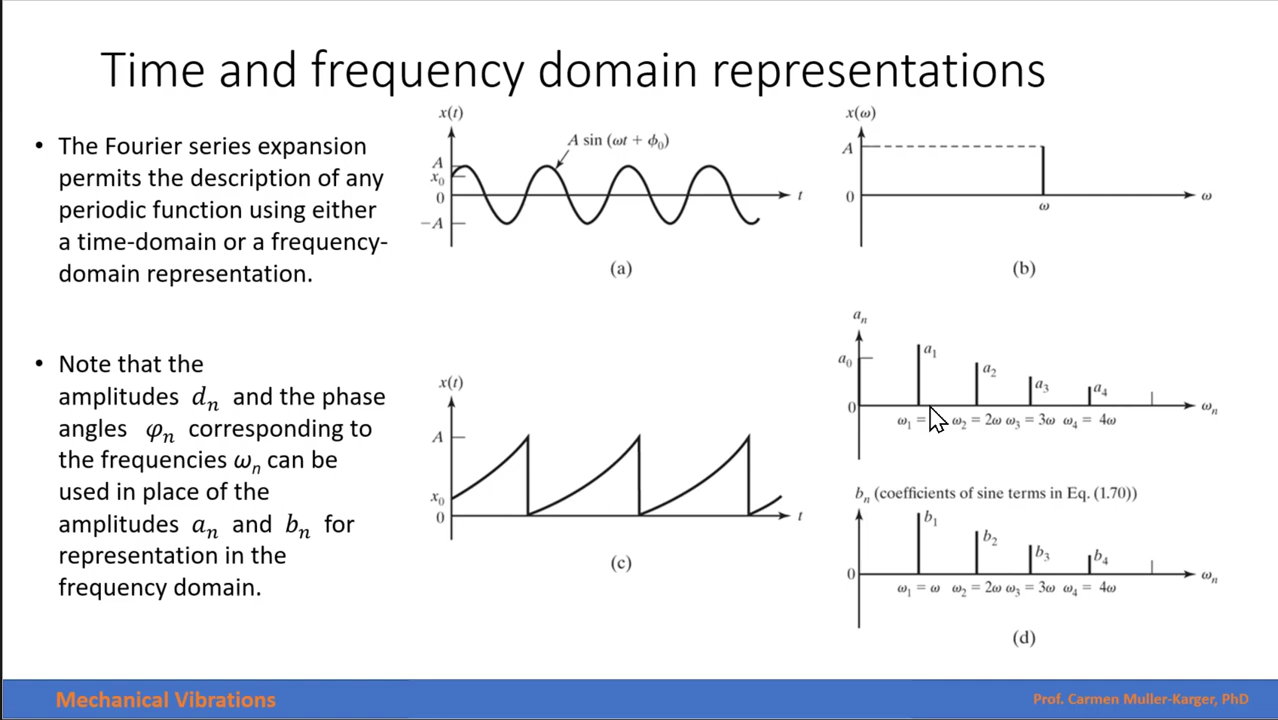 Time and frequency domain representations
• The Fourier series expansion
permits the description of any
periodic function using either
a time-domain or a frequency-
domain representation.
• Note that the
amplitudes dₙ and the phase
angles φₙ corresponding to
the frequencies ωₙ can be
used in place of the
amplitudes aₙ and bₙ for
representation in the
frequency domain.
x(t)
A sin (ωt + ϕ₀)
A
x₀
0
−A
t
(a)
x(ω)
A
0
ω
ω
(b)
x(t)
A
x₀
0
t
(c)
aₙ
a₀
a₁
a₂
a₃
a₄
0
ω₁ = ω₂ = 2ω ω₃ = 3ω ω₄ = 4ω
ωₙ
bₙ (coefficients of sine terms in Eq. (1.70))
b₁
b₂
b₃
b₄
0
ω₁ = ω ω₂ = 2ω ω₃ = 3ω ω₄ = 4ω
ωₙ
(d)
Mechanical Vibrations
Prof. Carmen Muller-Karger, PhD